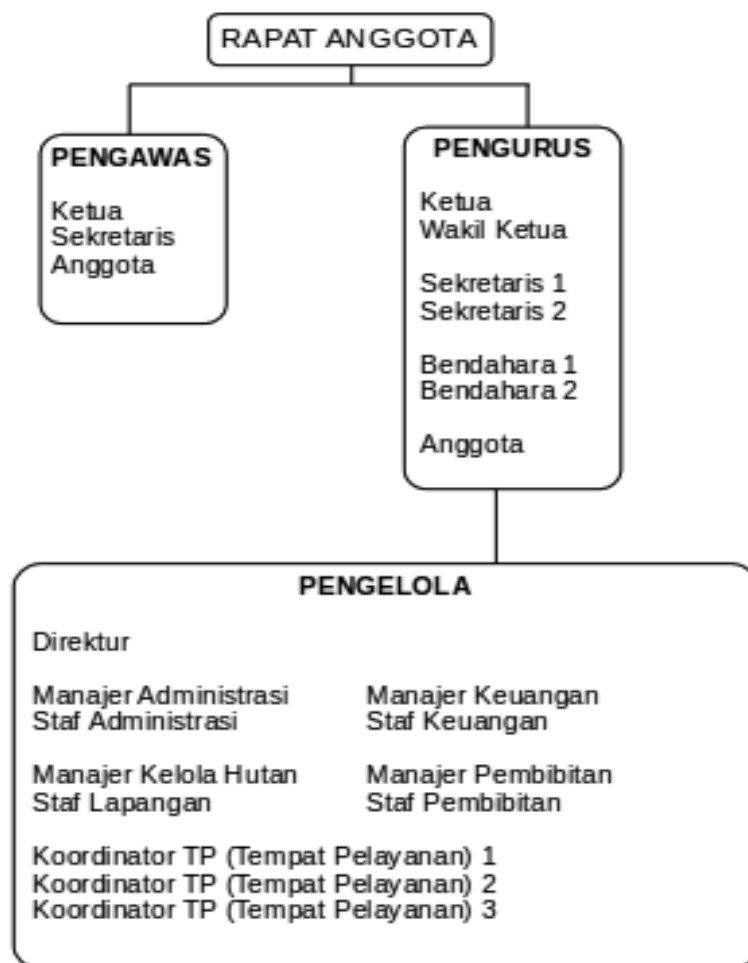 RAPAT ANGGOTA
PENGAWAS
Ketua
Sekretaris
Anggota
PENGURUS
Ketua
Wakil Ketua
Sekretaris 1
Sekretaris 2
Bendahara 1
Bendahara 2
Anggota
PENGELOLA
Direktur
Manajer Administrasi
Staf Administrasi
Manajer Keuangan
Staf Keuangan
Manajer Kelola Hutan
Staf Lapangan
Manajer Pembibitan
Staf Pembibitan
Koordinator TP (Tempat Pelayanan) 1
Koordinator TP (Tempat Pelayanan) 2
Koordinator TP (Tempat Pelayanan) 3